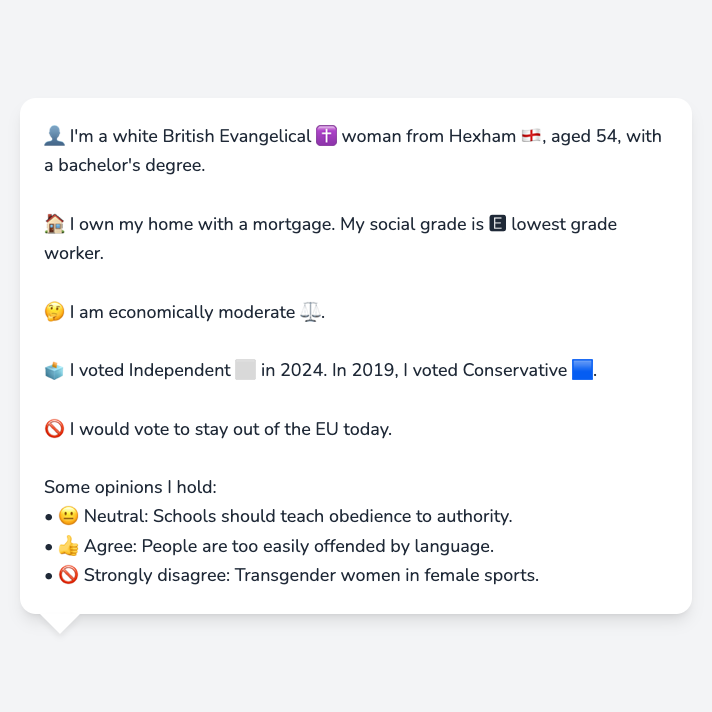 👤 I'm a white British Evangelical ✝️ woman from Hexham 🏴󠁧󠁢󠁥󠁮󠁧󠁿, aged 54, with
a bachelor's degree.
🏠 I own my home with a mortgage. My social grade is 🅴 lowest grade
worker.
🤔 I am economically moderate ⚖️.
🗳️ I voted Independent ⬜ in 2024. In 2019, I voted Conservative 🟦.
🚫 I would vote to stay out of the EU today.
Some opinions I hold:
• 😐 Neutral: Schools should teach obedience to authority.
• 👍 Agree: People are too easily offended by language.
• 🚫 Strongly disagree: Transgender women in female sports.